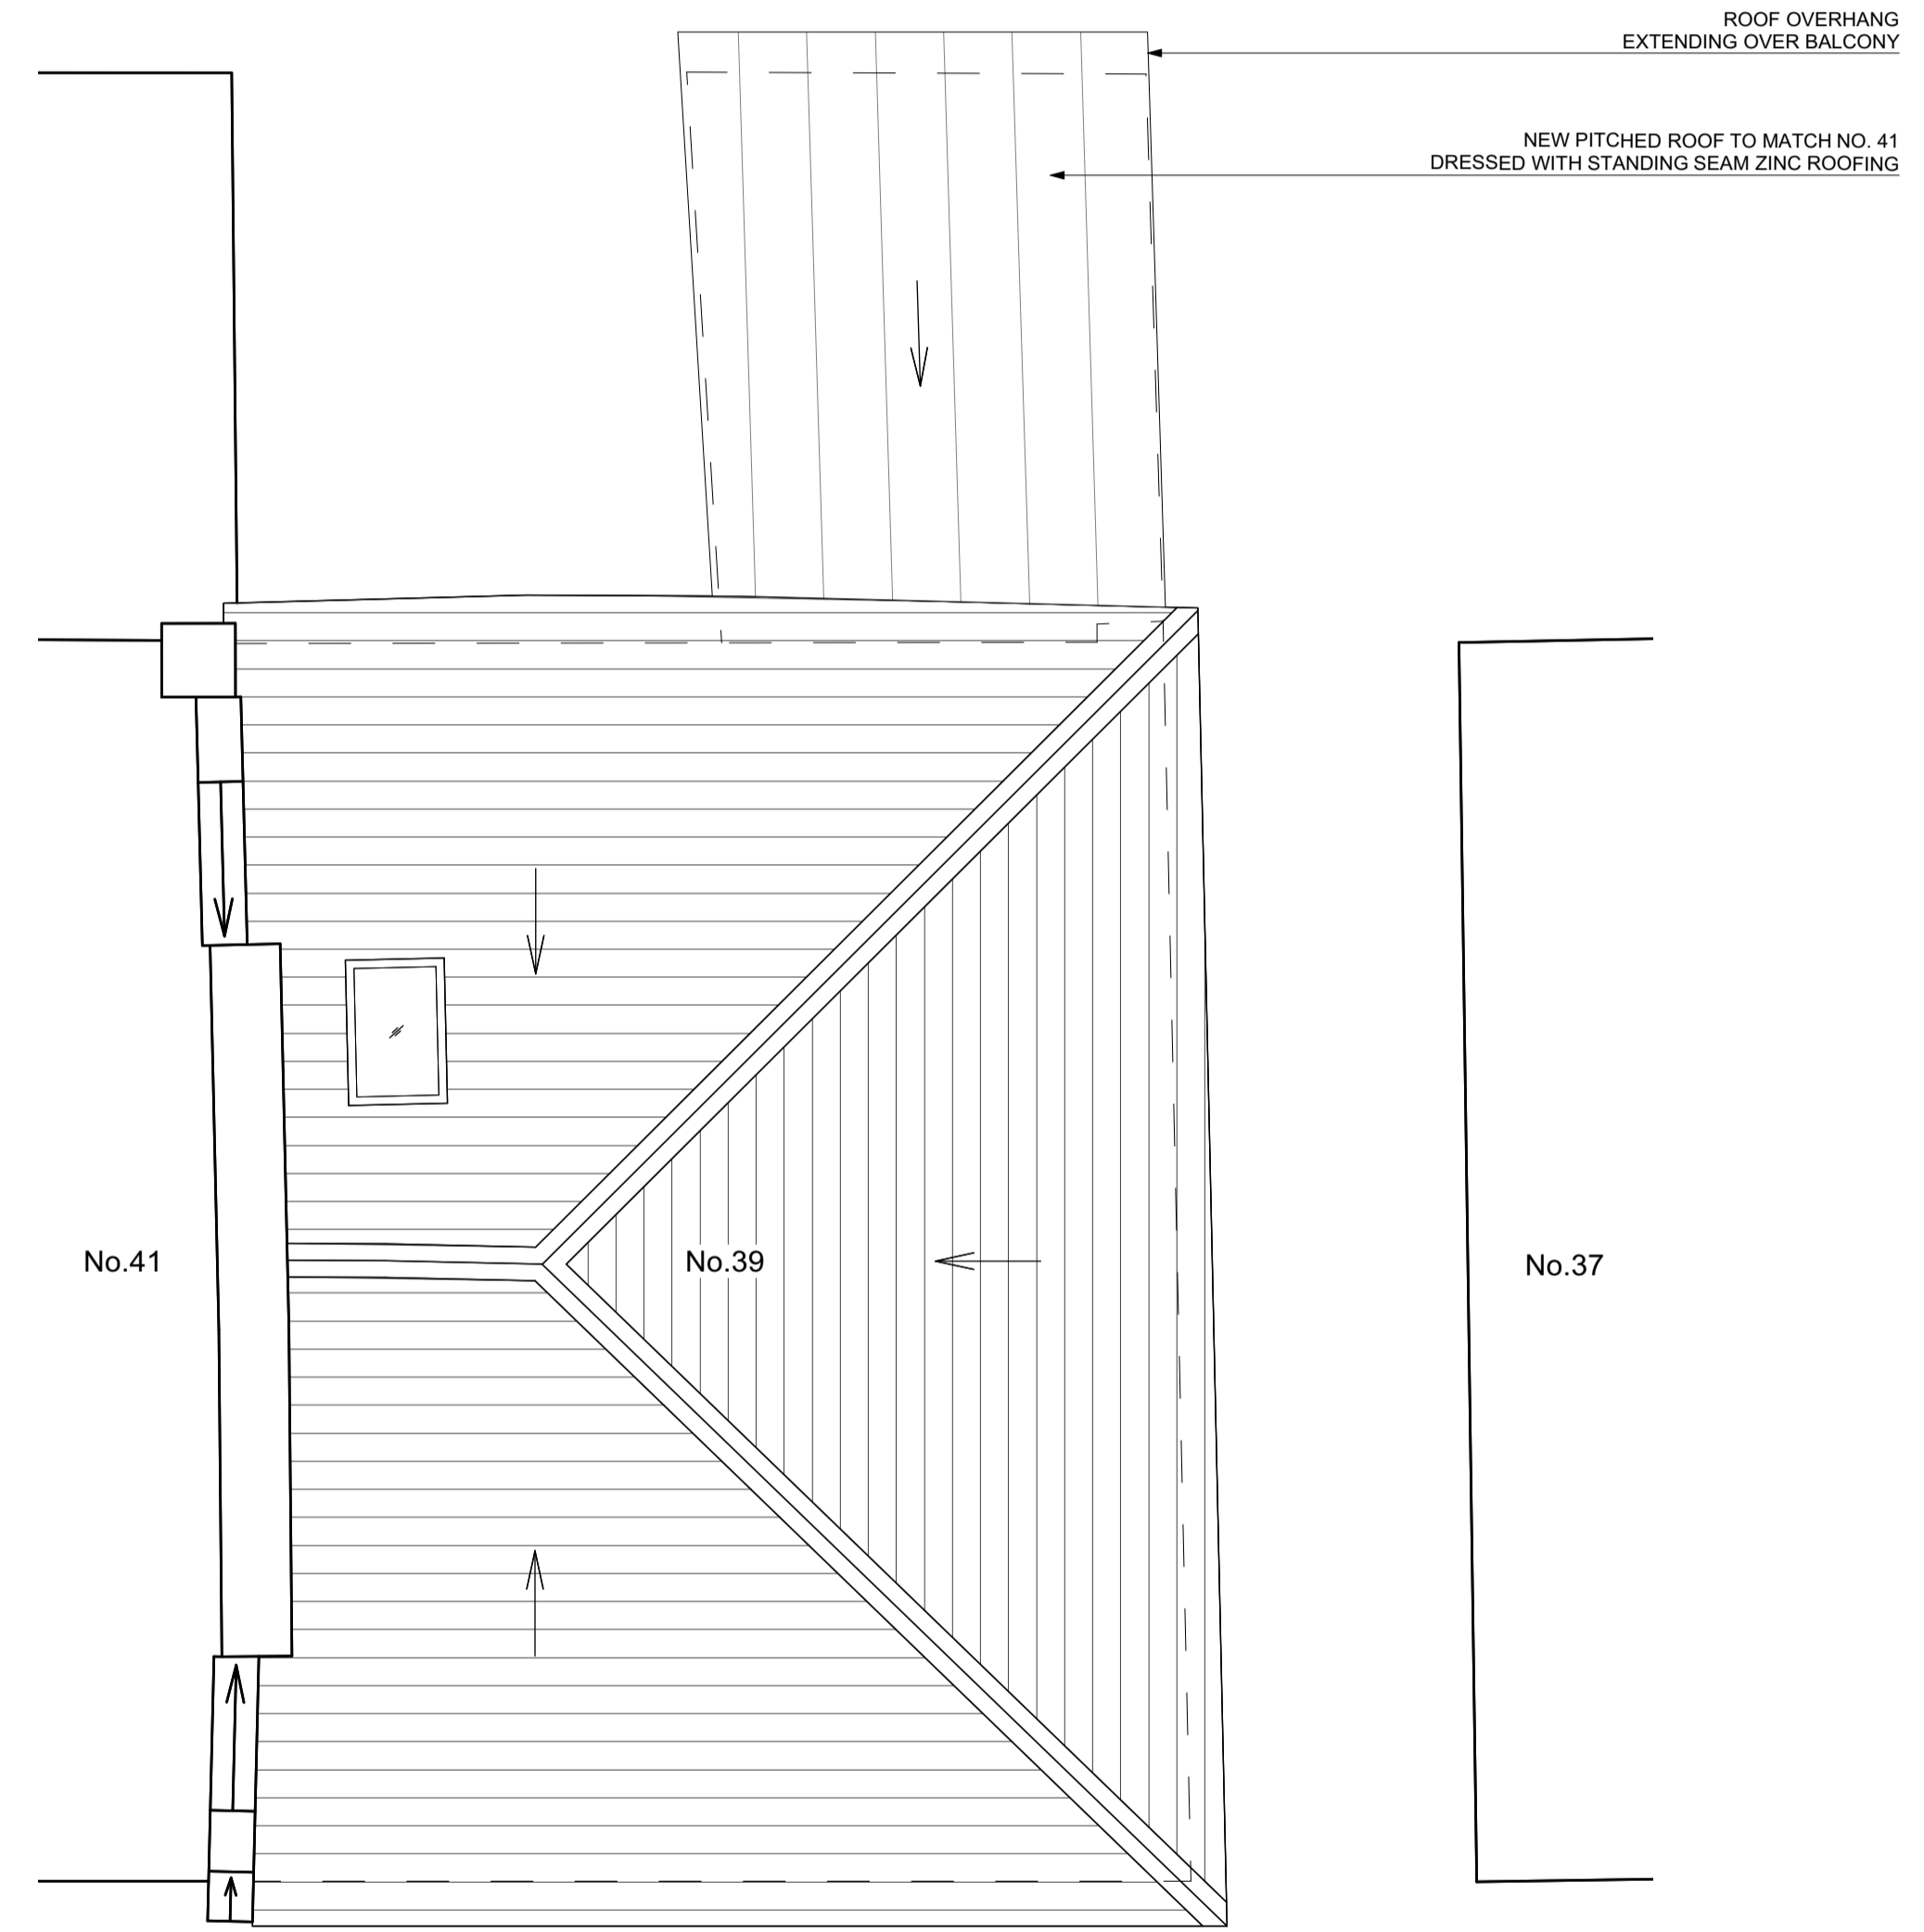 ROOF OVERHANG
EXTENDING OVER BALCONY
NEW PITCHED ROOF TO MATCH NO. 41
DRESSED WITH STANDING SEAM ZINC ROOFING
No.41
No.39
No.37